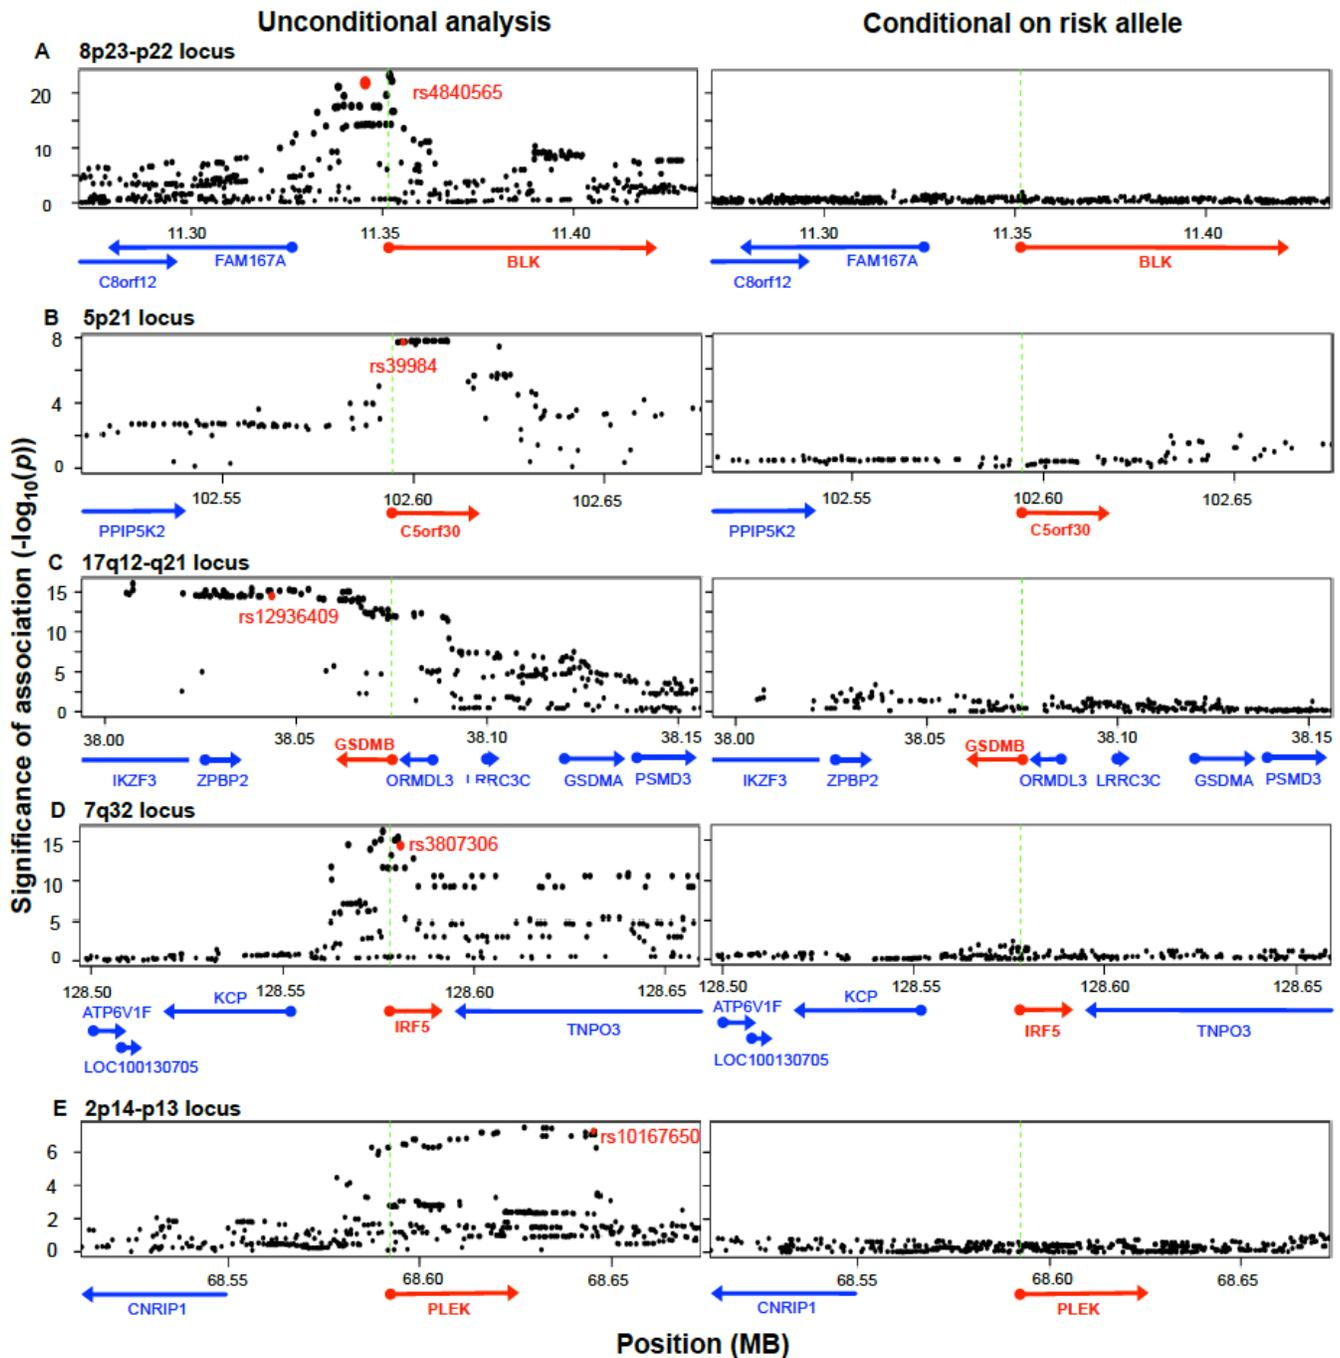 Unconditional analysis
Conditional on risk allele
A 8p23-p22 locus
rs4840565
20
10
0
11.30 11.35 11.40 11.30 11.35 11.40
FAM167A BLK FAM167A BLK
C8orf12 C8orf12
B 5p21 locus
8
rs39984
4
0
102.55 102.60 102.65 102.55 102.60 102.65
PPIP5K2 C5orf30 PPIP5K2 C5orf30
C 17q12-q21 locus
15
rs12936409
10
5
0
38.00 38.05 38.10 38.15 38.00 38.05 38.10 38.15
GSDMB GSDMB
IKZF3 ZPBP2 ORMDL3 LRRC3C GSDMA PSMD3 IKZF3 ZPBP2 ORMDL3 LRRC3C GSDMA PSMD3
D 7q32 locus
15
rs3807306
10
5
0
128.50 128.55 128.60 128.65 128.50 128.55 128.60 128.65
ATP6V1F KCP IRF5 TNPO3 ATP6V1F KCP IRF5 TNPO3
LOC100130705 LOC100130705
E 2p14-p13 locus
rs10167650
6
4
2
0
68.55 68.60 68.65 68.55 68.60 68.65
CNRIP1 PLEK CNRIP1 PLEK
Significance of association (-log10(p))
Position (MB)